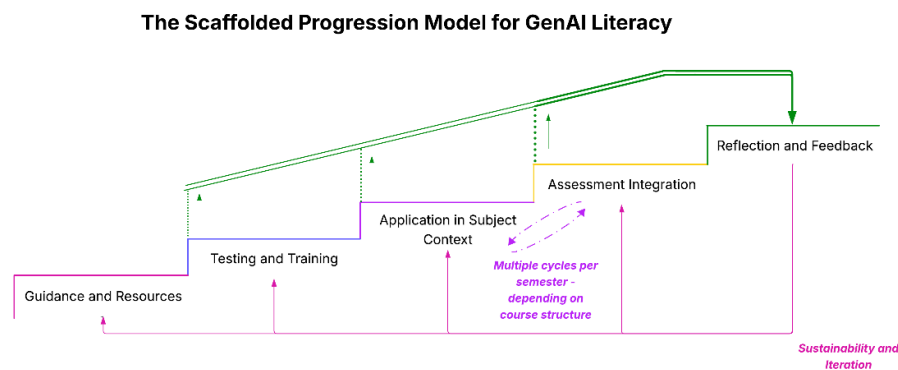 The Scaffolded Progression Model for GenAI Literacy
Reflection and Feedback
Assessment Integration
Application in Subject
Context
Testing and Training
Guidance and Resources
Multiple cycles per
semester -
depending on
course structure
Sustainability and
Iteration